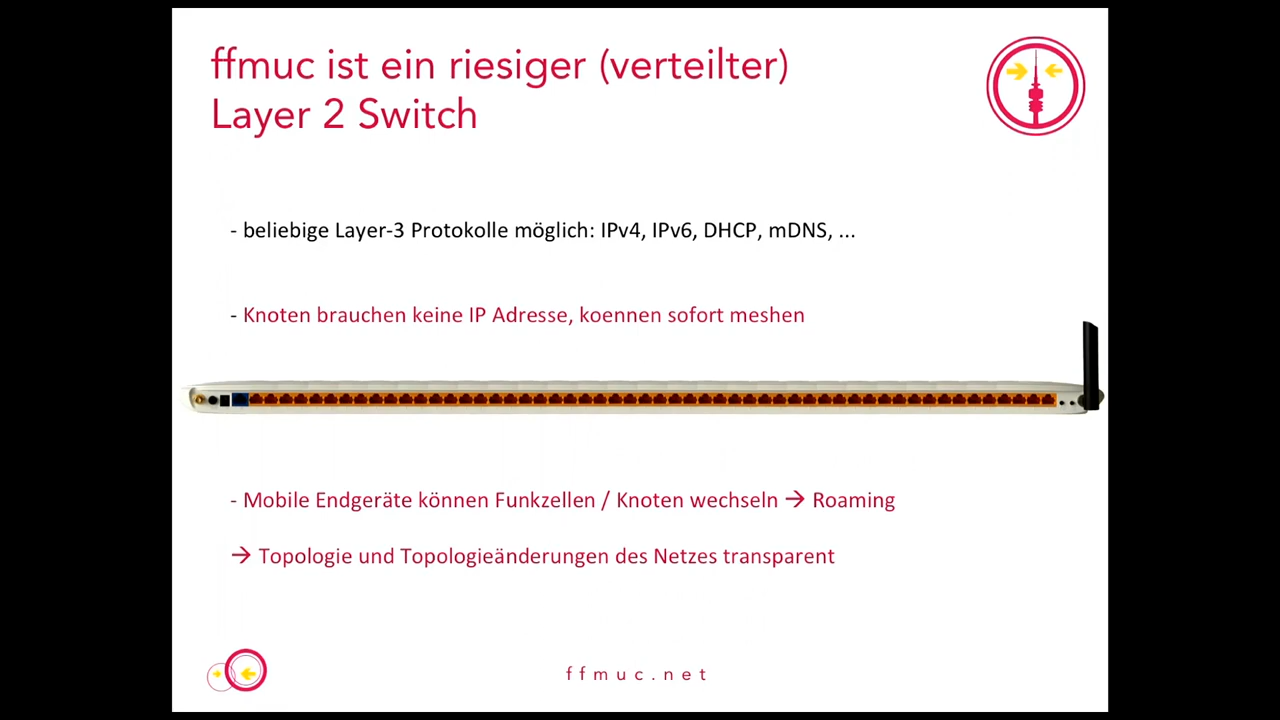 ffmuc ist ein riesiger (verteilter)
Layer 2 Switch
- beliebige Layer-3 Protokolle möglich: IPv4, IPv6, DHCP, mDNS, ...
- Knoten brauchen keine IP Adresse, koennen sofort meshen
- Mobile Endgeräte können Funkzellen / Knoten wechseln → Roaming
→ Topologie und Topologieänderungen des Netzes transparent
ffmuc.net